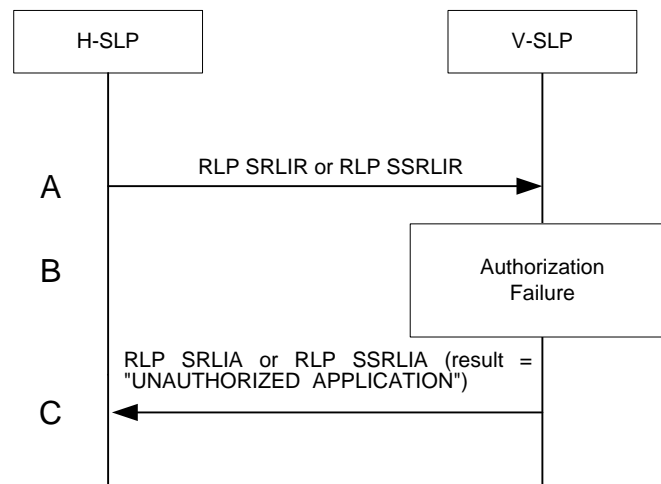 H-SLP
V-SLP
RLP SRLIR or RLP SSRLIR
A
B
Authorization
Failure
RLP SRLIA or RLP SSRLIA (result =
"UNAUTHORIZED APPLICATION")
C